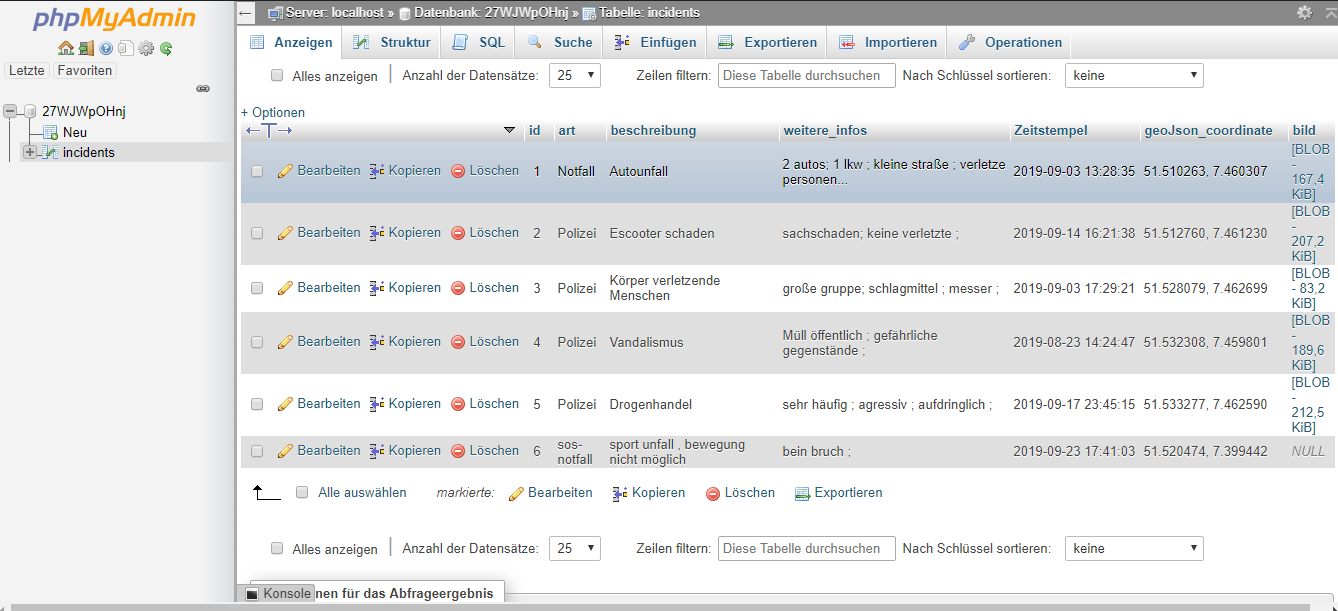 phpMyAdmin
Letzte Favoriten
27WJWpOHnj
Neu
incidents
Server: localhost » Datenbank: 27WJWpOHnj » Tabelle: incidents
Anzeigen Struktur SQL Suche Einfügen Exportieren Importieren Operationen
Alles anzeigen | Anzahl der Datensätze: 25 Zeilen filtern: Diese Tabelle durchsuchen Nach Schlüssel sortieren: keine
+ Optionen
←T→ id art beschreibung weitere_infos Zeitstempel geoJson_coordinate bild
Bearbeiten Kopieren Löschen 1 Notfall Autounfall 2 autos; 1 lkw ; kleine straße ; verletze personen... 2019-09-03 13:28:35 51.510263, 7.460307 [BLOB - 167,4 KiB]
Bearbeiten Kopieren Löschen 2 Polizei Escooter schaden sachschaden; keine verletzte ; 2019-09-14 16:21:38 51.512760, 7.461230 [BLOB - 207,2 KiB]
Bearbeiten Kopieren Löschen 3 Polizei Körper verletzende Menschen große gruppe; schlagmittel ; messer ; 2019-09-03 17:29:21 51.528079, 7.462699 [BLOB - 83,2 KiB]
Bearbeiten Kopieren Löschen 4 Polizei Vandalismus Müll öffentlich ; gefährliche gegenstände ; 2019-08-23 14:24:47 51.532308, 7.459801 [BLOB - 189,6 KiB]
Bearbeiten Kopieren Löschen 5 Polizei Drogenhandel sehr häufig ; agressiv ; aufdringlich ; 2019-09-17 23:45:15 51.533277, 7.462590 [BLOB - 212,5 KiB]
Bearbeiten Kopieren Löschen 6 sos-notfall sport unfall , bewegung nicht möglich bein bruch ; 2019-09-23 17:41:03 51.520474, 7.399442 NULL
Alle auswählen markierte: Bearbeiten Kopieren Löschen Exportieren
Alles anzeigen | Anzahl der Datensätze: 25 Zeilen filtern: Diese Tabelle durchsuchen Nach Schlüssel sortieren: keine
Konsole nen für das Abfrageergebnis